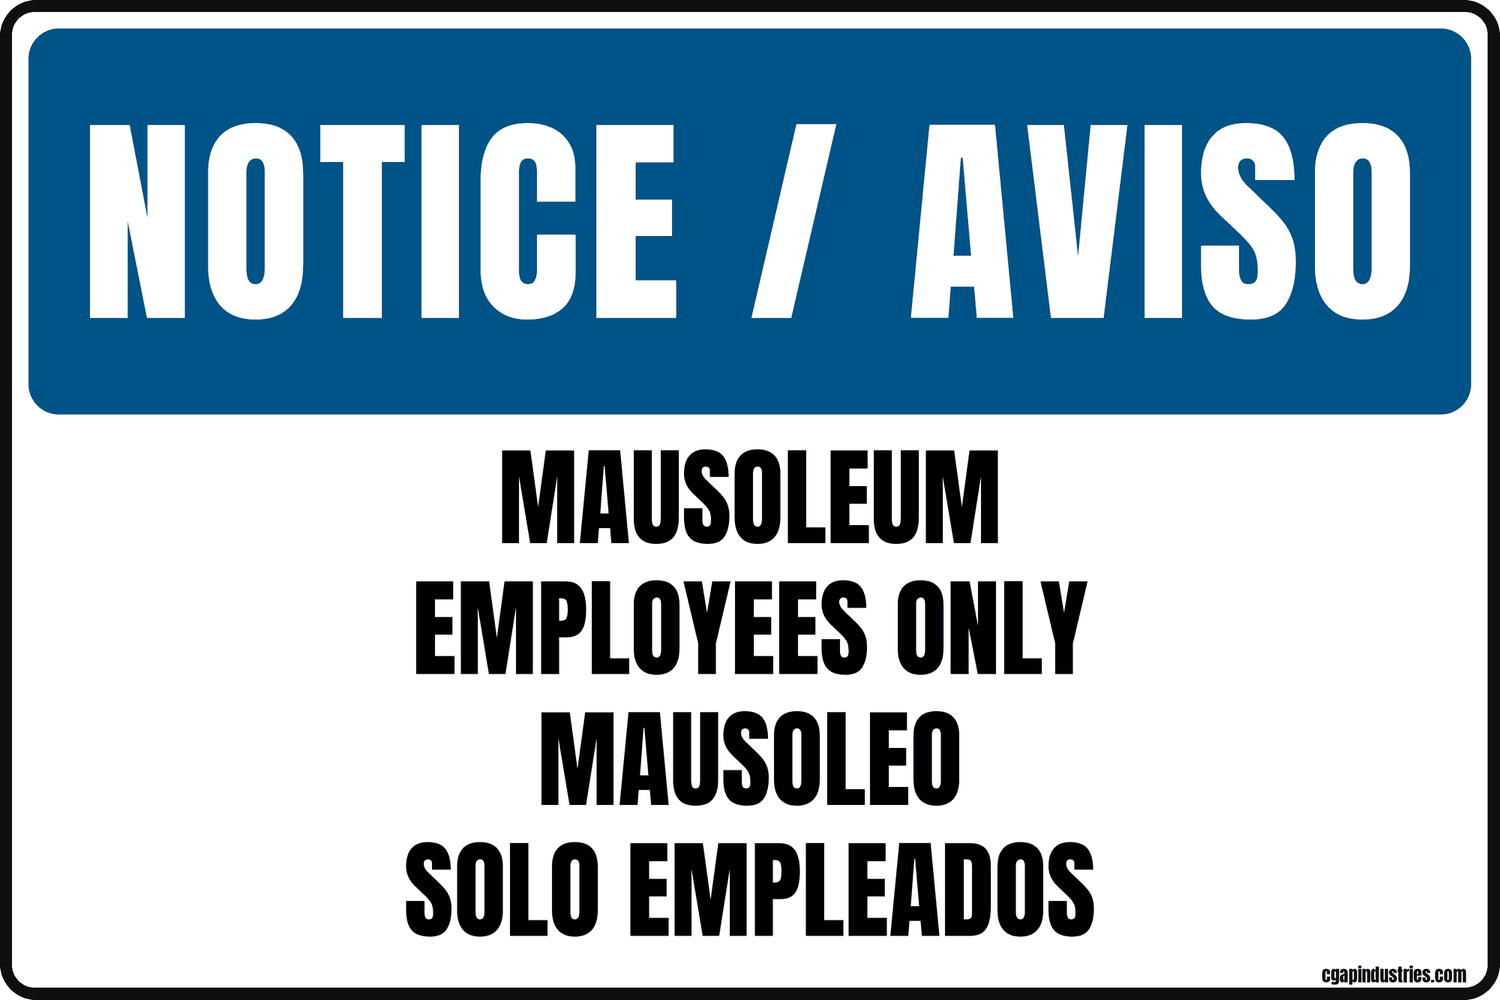 NOTICE / AVISO
MAUSOLEUM
EMPLOYEES ONLY
MAUSOLEO
SOLO EMPLEADOS
cgapindustries.com